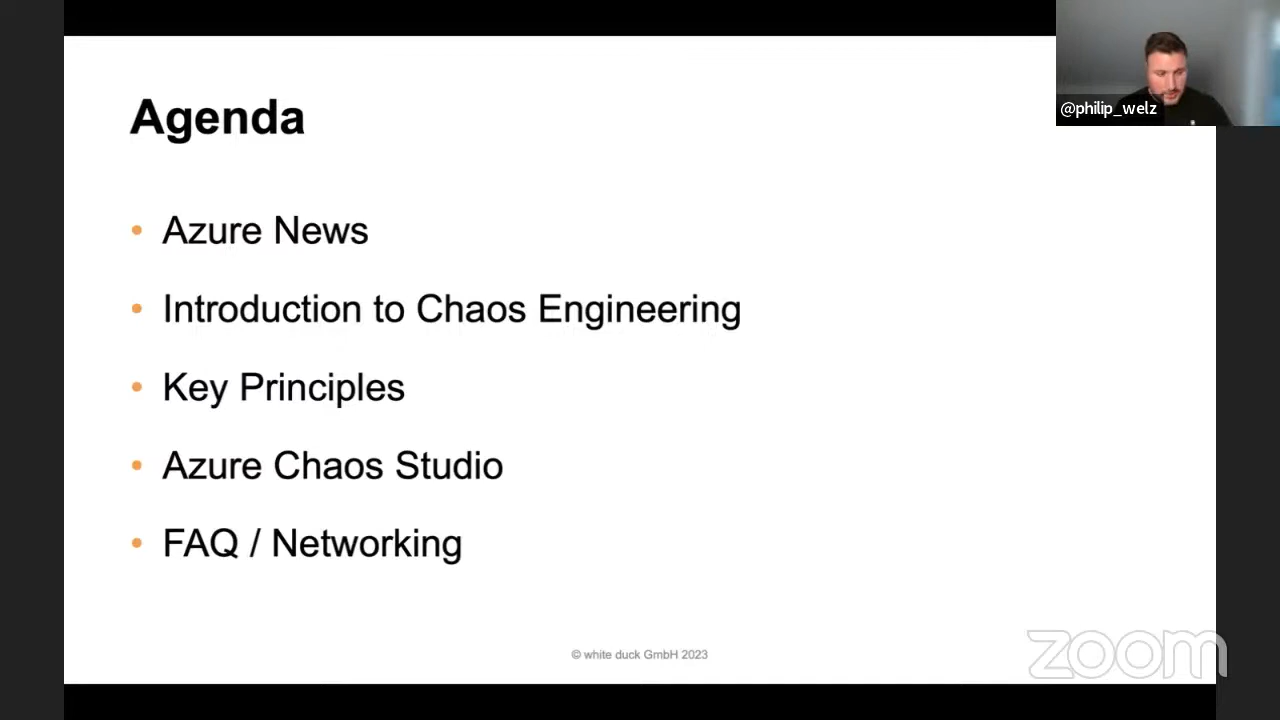 Agenda
@philip_welz
• Azure News
• Introduction to Chaos Engineering
• Key Principles
• Azure Chaos Studio
• FAQ / Networking
© white duck GmbH 2023
zoom